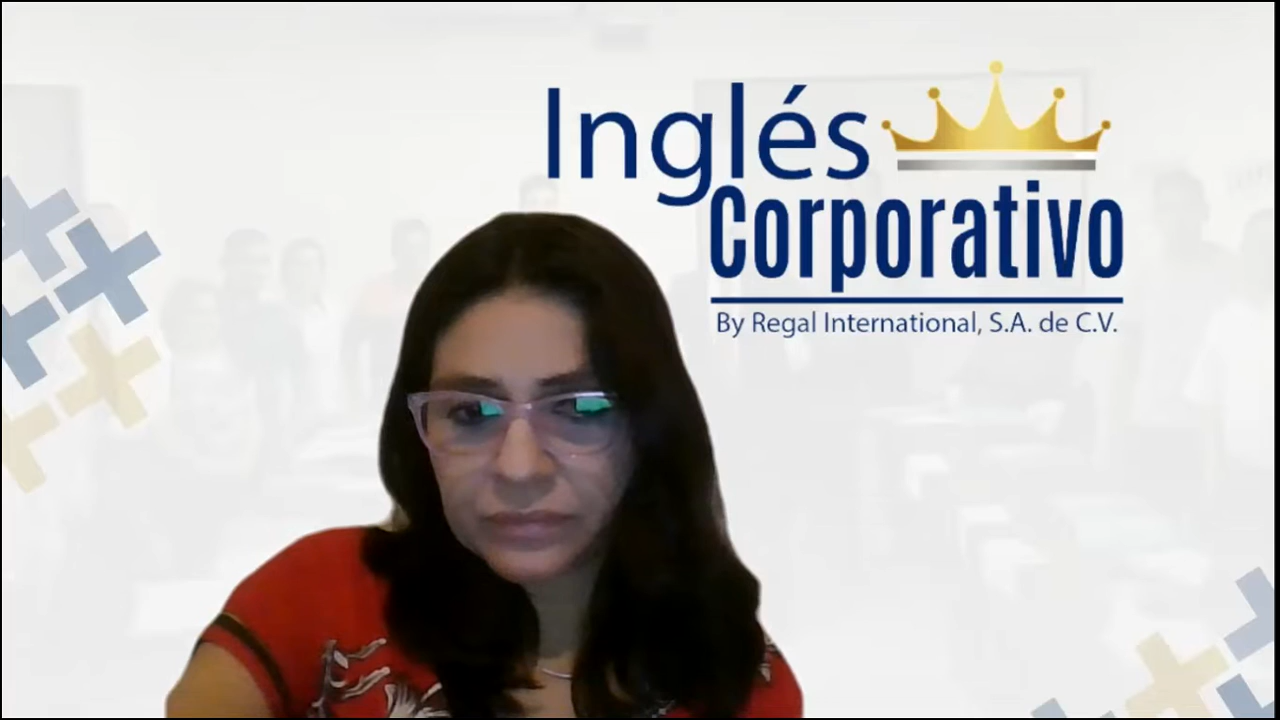 Inglés
Corporativo
By Regal International, S.A. de C.V.